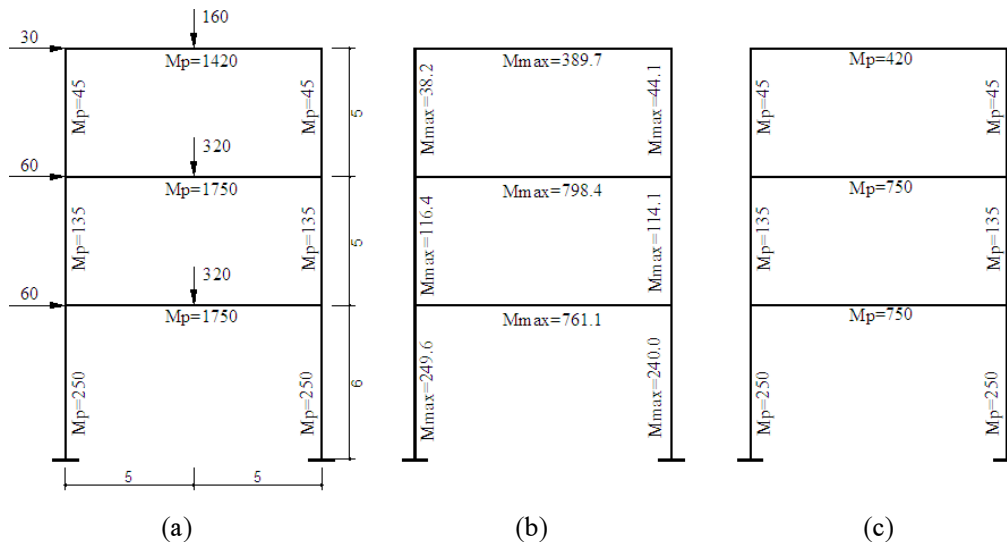 160
30
Mp=1420
Mmax=389.7
Mp=420
Mp=45
Mp=45
5
Mmax=38.2
Mmax=44.1
Mp=45
Mp=45
320
60
Mp=1750
Mmax=798.4
Mp=750
Mp=135
Mp=135
5
Mmax=116.4
Mmax=114.1
Mp=135
Mp=135
320
60
Mp=1750
Mmax=761.1
Mp=750
Mp=250
Mp=250
6
Mmax=249.6
Mmax=240.0
Mp=250
Mp=250
5
5
(a)
(b)
(c)